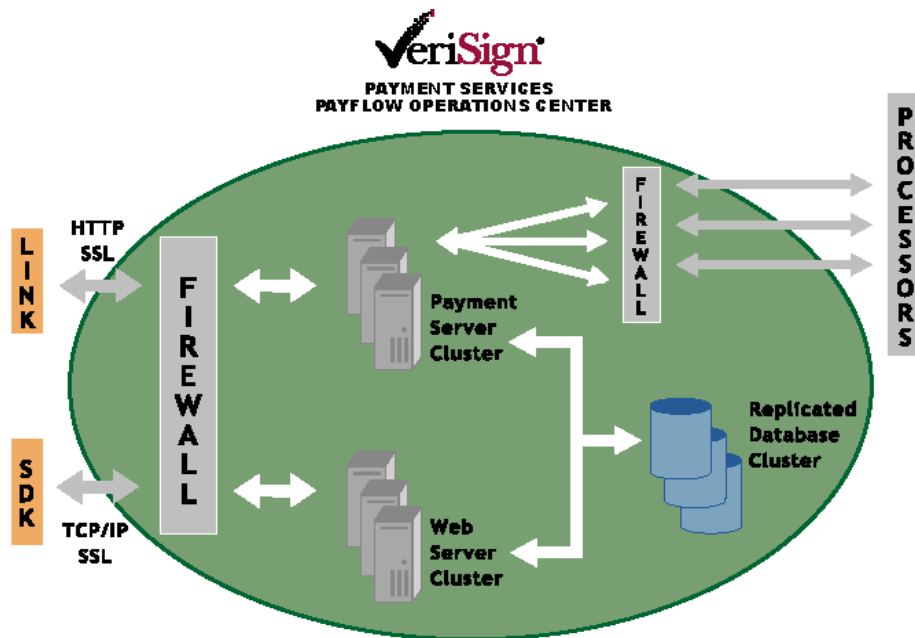 VeriSign
PAYMENT SERVICES
PAYFLOW OPERATIONS CENTER
PROCESSORS
FIREWALL
HTTP
SSL
LINK
FIREWALL
Payment
Server
Cluster
Replicated
Database
Cluster
SDK
TCP/IP
SSL
Web
Server
Cluster